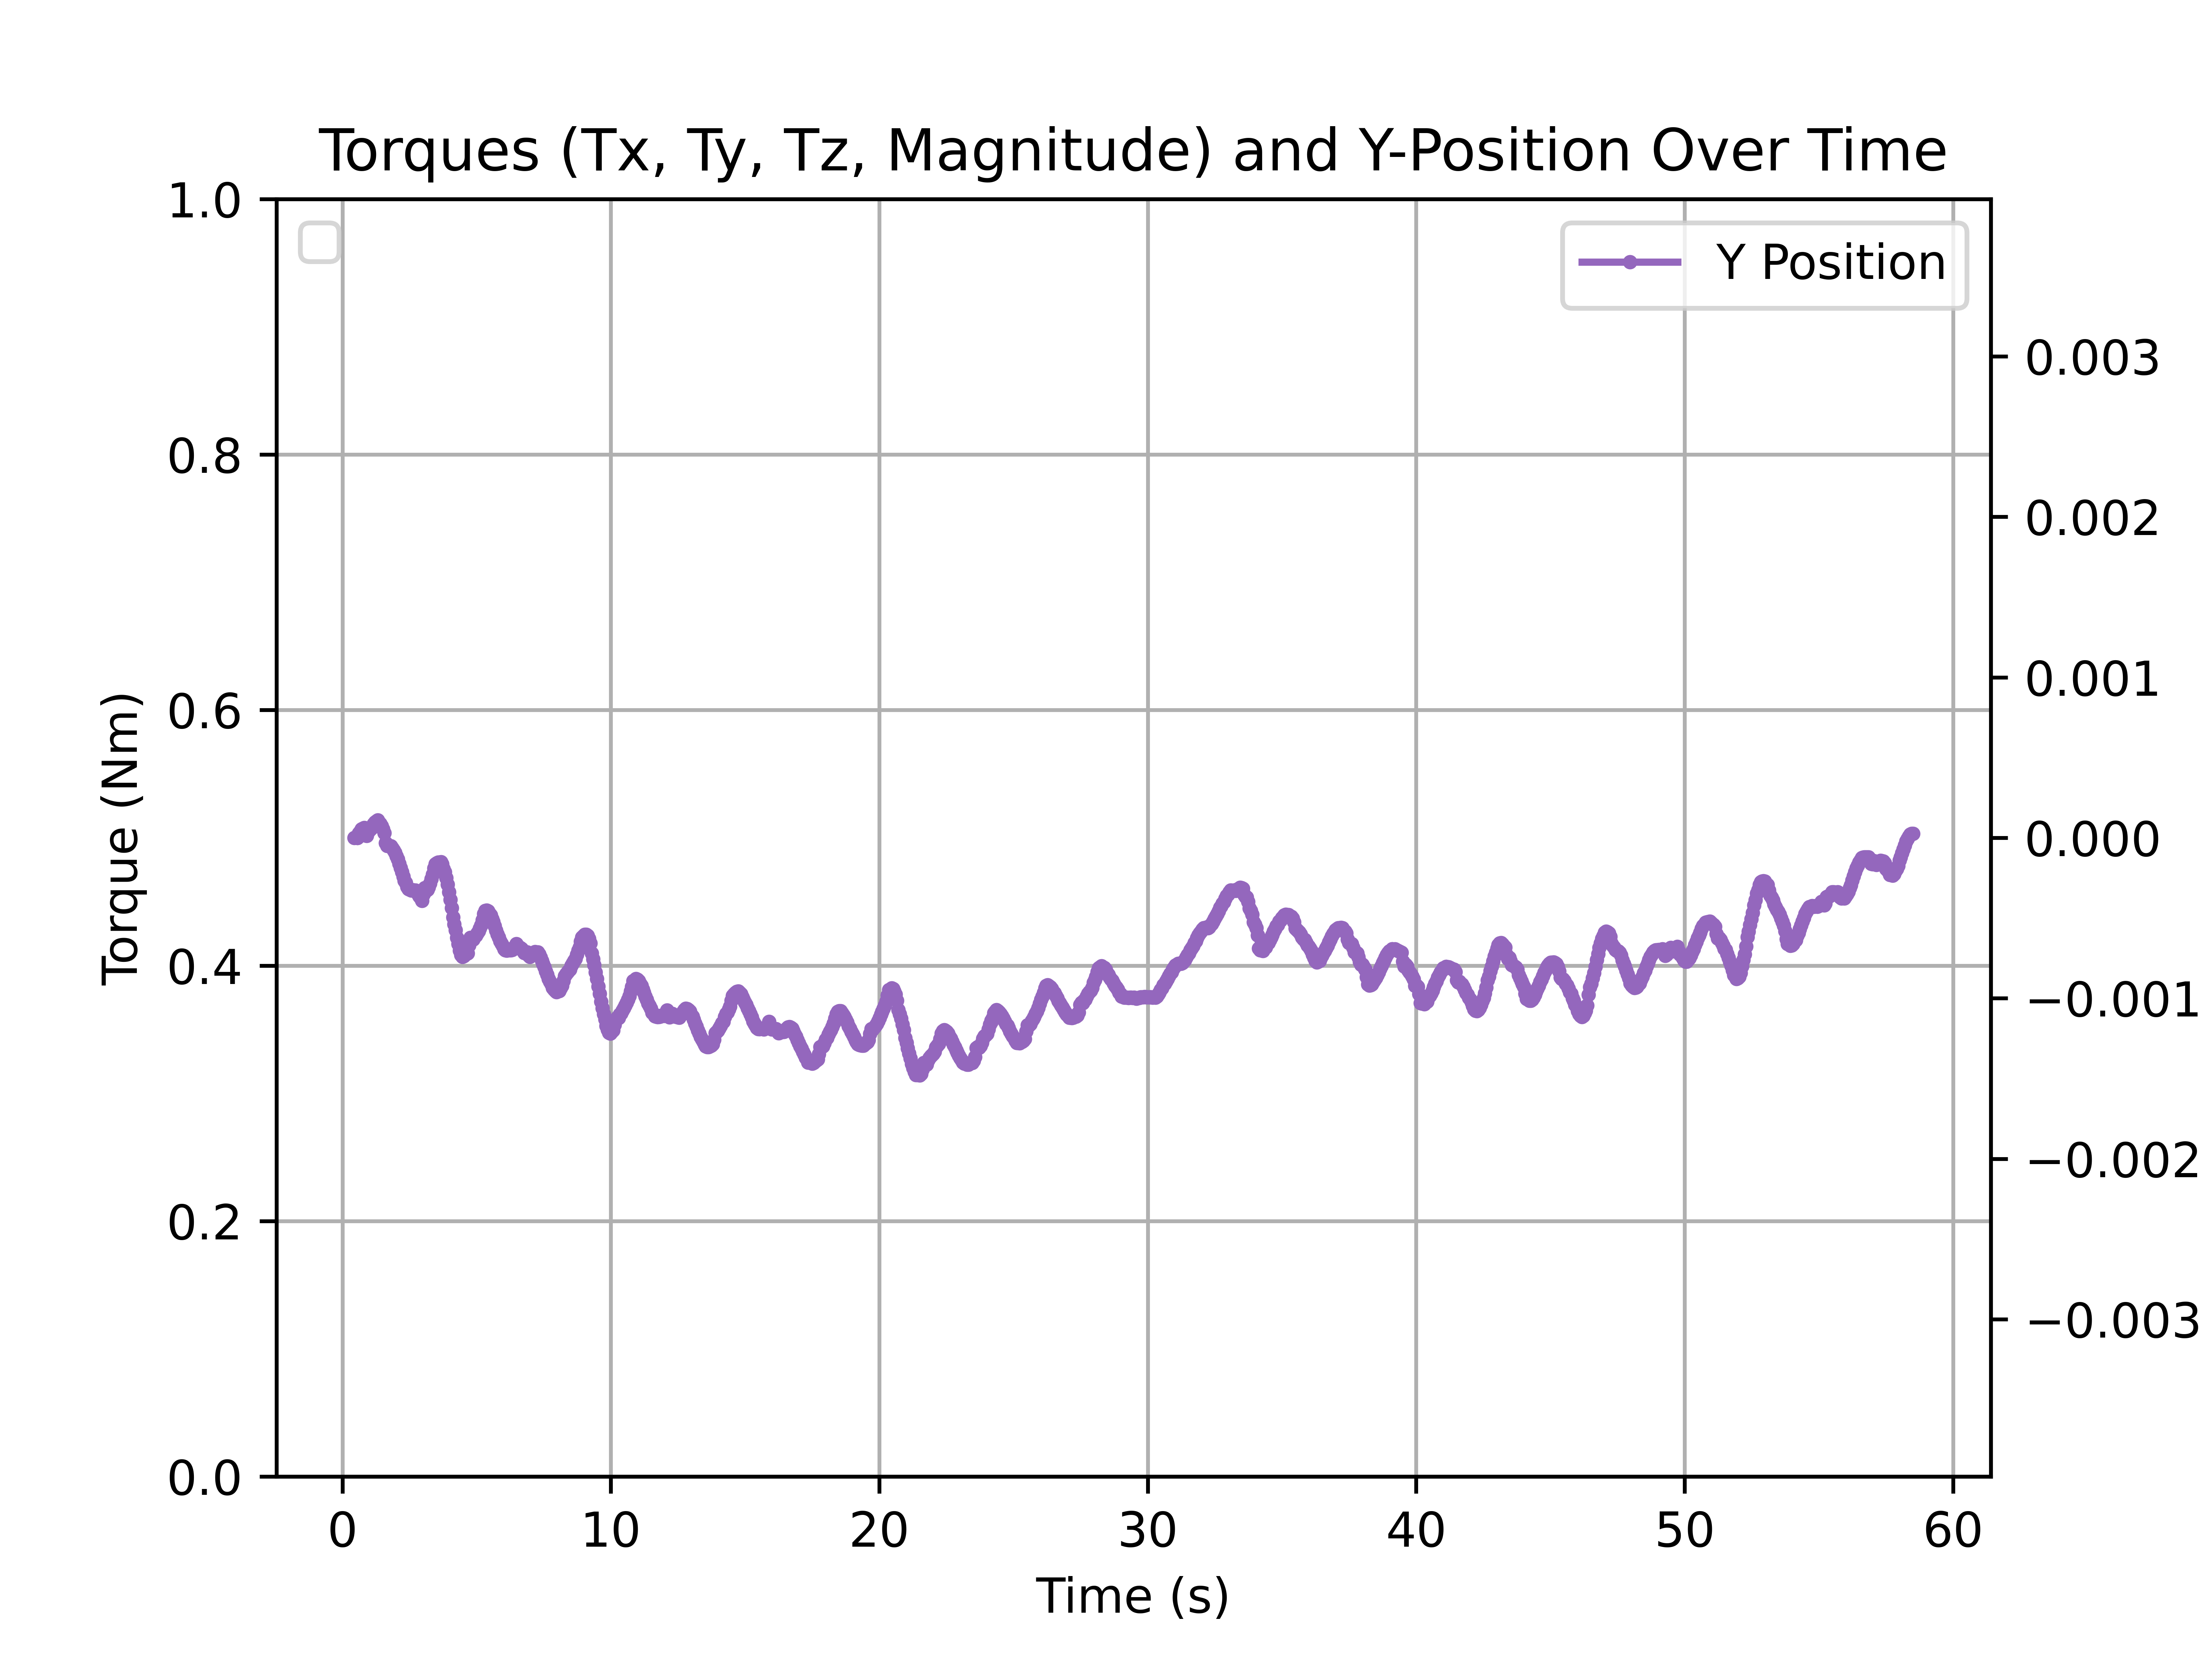 Torques (Tx, Ty, Tz, Magnitude) and Y-Position Over Time
Y Position
1.0
0.8
0.6
0.4
0.2
0.0
Torque (Nm)
0.003
0.002
0.001
0.000
−0.001
−0.002
−0.003
0 10 20 30 40 50 60
Time (s)